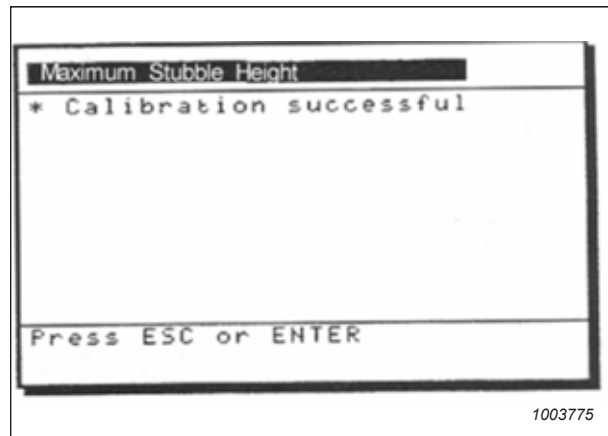 Maximum Stubble Height
* Calibration successful
Press ESC or ENTER
1003775